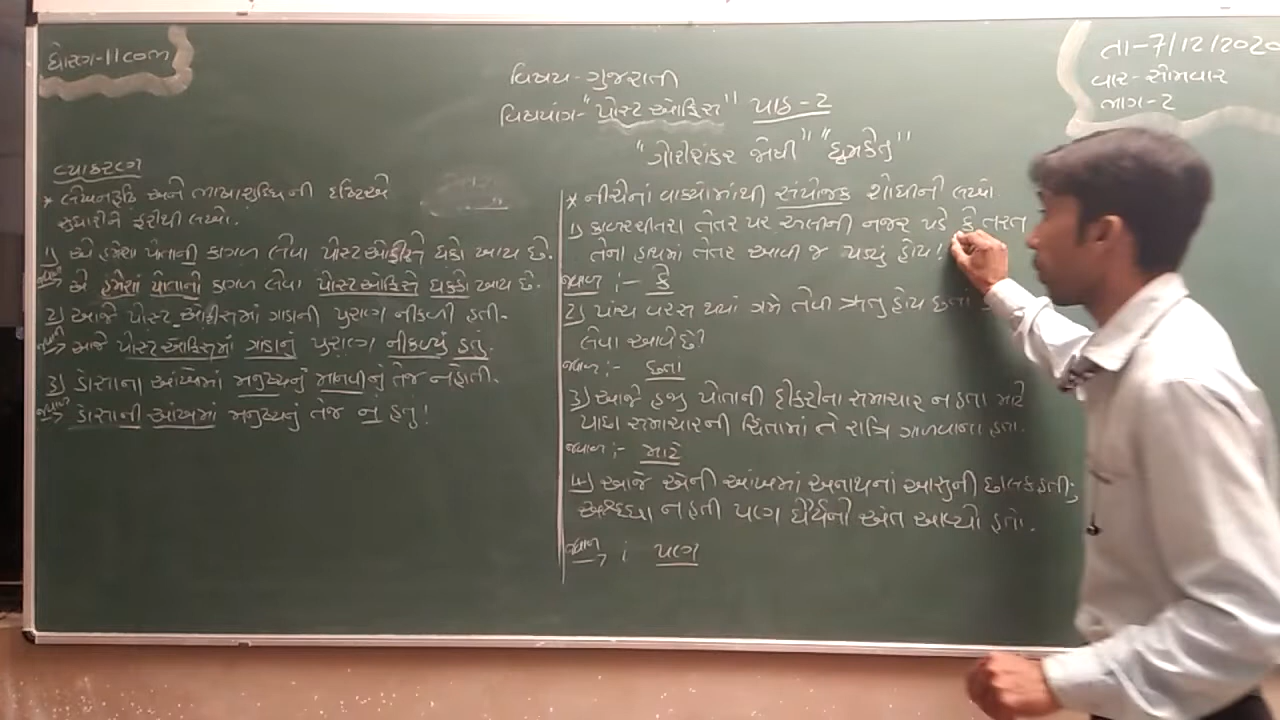 ધોરણ-11com
વિષય-ગુજરાતી
વિષયાંગ-"પોસ્ટ ઓફિસ" પાઠ-2
"ગૌરીશંકર જોષી" "ધુમકેતુ"
તા-7/12/2020
વાર-સોમવાર
ભાગ-2
વ્યાકરણ
* લેખનરૂઢિ અને ભાષાશુદ્ધિની દૃષ્ટિએ
સુધારીને ફરીથી લખો.
1) એ હંમેશા પોતાની કાગળ લેવા પોસ્ટઓફીસે ધકો ખાય છે.
જવાબ → એ હંમેશાં પોતાની કાગળ લેવા પોસ્ટઓફિસે ધક્કો ખાય છે.
2) આજે પોસ્ટ-ઓફીસમાં ગાડાની પુરાણ નીકળી હતી.
જવાબ → આજે પોસ્ટઓફિસમાં ગાડાનું પુરાણ નીકળ્યું હતું.
3) ડોસાના આંખેમાં મનુષ્યનું માનવીનું તેજ નહોતી.
જવાબ → ડોસાની આંખમાં મનુષ્યનું તેજ નું હતું!
* નીચેનાં વાક્યોમાંથી સંયોજક શોધીને લખો.
1) કાબરચીતરા તેતર પર અલીની નજર પડે કે તરત
તેના હાથમાં તેતર આવી જ પડ્યું હોય!
જવાબ :- કે
2) પાંચ વરસ થયાં ગમે તેવી ઋતુ હોય છતા
લેવા આવે છે?
જવાબ :- છતા
3) આજે હજુ પોતાની દીકરીના સમાચાર ન હતા માટે
પાછા સમાચારની ચિંતામાં તે રાત્રિ ગાળવાના હતા.
જવાબ :- માટે
4) આજે એની આંખમાં અનાથનાં આસુની છાલક હતી;
અશ્રદ્ધા ન હતી પણ ધૈર્યનો અંત આવ્યો હતો.
જવાબ → : પણ